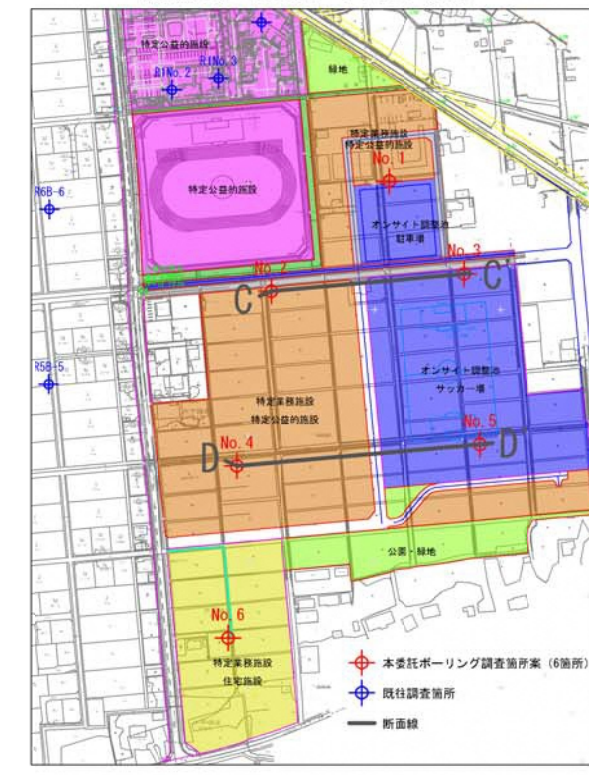 特定公益的施設
R1No.3
R1No.2
緑地
特定業務施設
特定公益的施設
No.1
特定公益的施設
R6B-6
オンサイト調整池
駐車場
No.2
No.3
C
C'
R5B-5
オンサイト調整池
サッカー場
特定業務施設
特定公益的施設
No.4
No.5
D
D'
公園・緑地
No.6
特定業務施設
住宅施設
本委託ボーリング調査箇所案（6箇所）
既往調査箇所
断面線